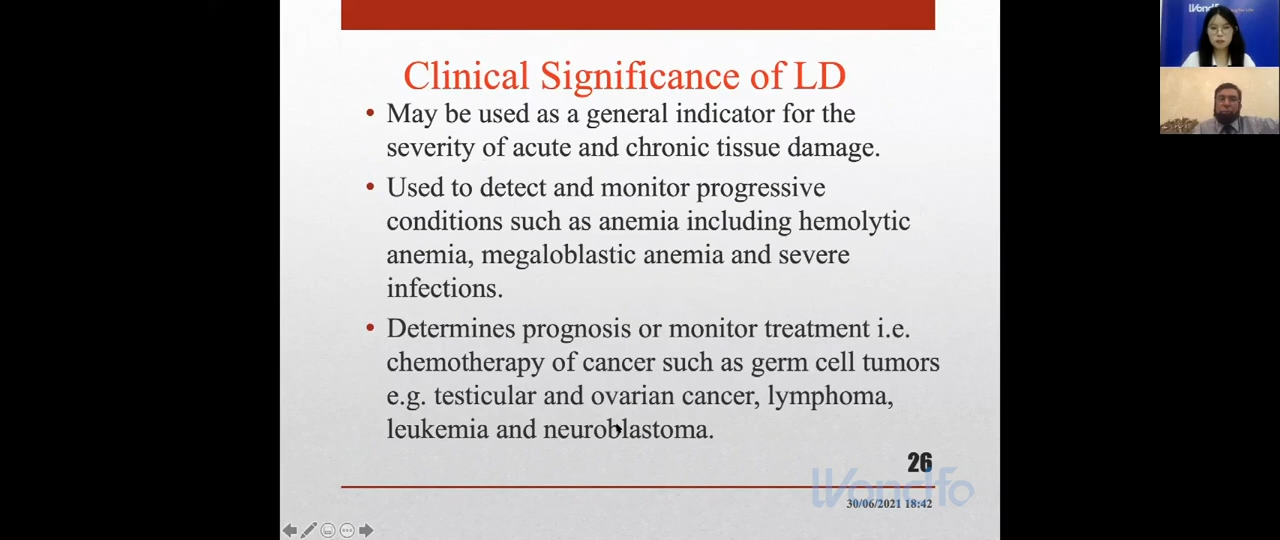 Clinical Significance of LD
• May be used as a general indicator for the
severity of acute and chronic tissue damage.
• Used to detect and monitor progressive
conditions such as anemia including hemolytic
anemia, megaloblastic anemia and severe
infections.
• Determines prognosis or monitor treatment i.e.
chemotherapy of cancer such as germ cell tumors
e.g. testicular and ovarian cancer, lymphoma,
leukemia and neuroblastoma.
26
Wondfo
30/06/2021 18:42
Wondfo